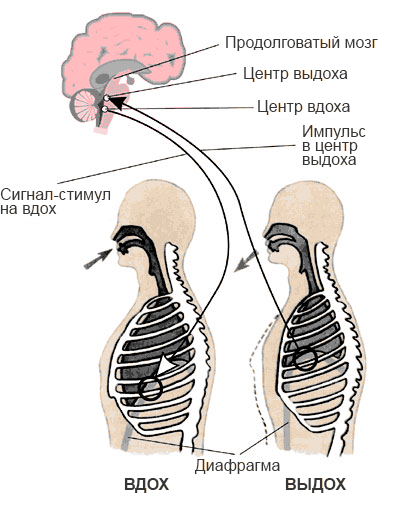 Продолговатый мозг
Центр выдоха
Центр вдоха
Импульс
в центр
выдоха
Сигнал-стимул
на вдох
Диафрагма
ВДОХ
ВЫДОХ